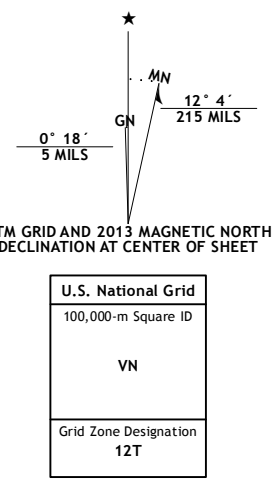 MN
GN
12° 4´
215 MILS
0° 18´
5 MILS
TM GRID AND 2013 MAGNETIC NORTH
DECLINATION AT CENTER OF SHEET
U.S. National Grid
100,000-m Square ID
VN
Grid Zone Designation
12T